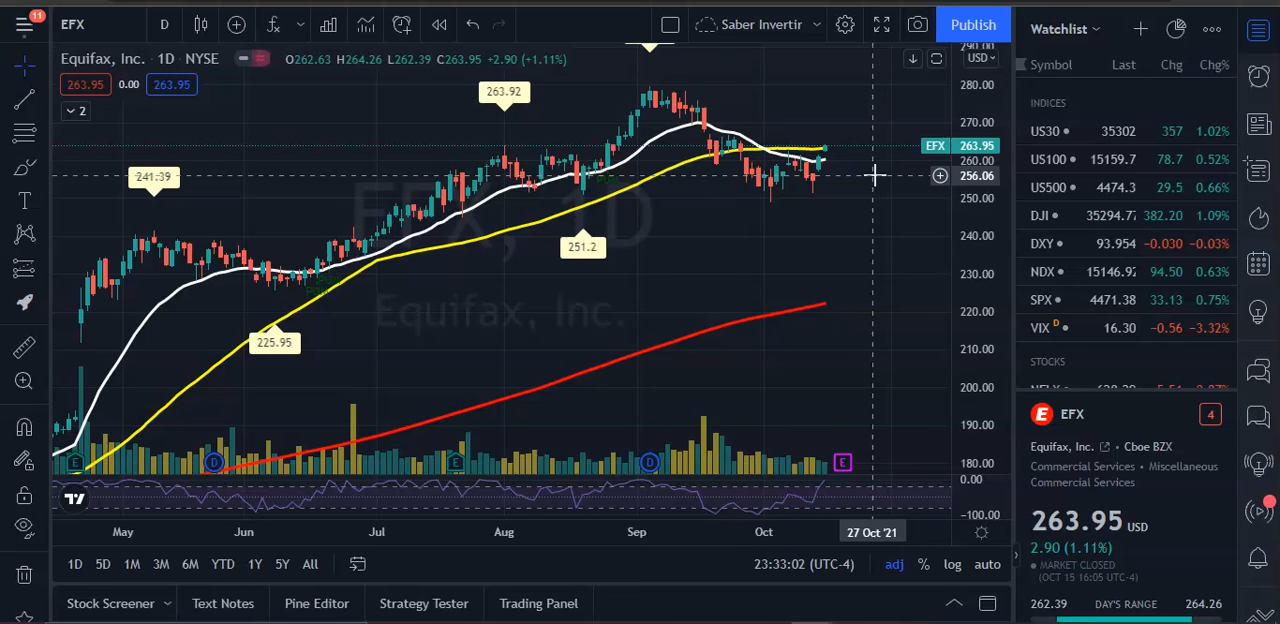 11
EFX D Saber Invertir Publish
Equifax, Inc. · 1D · NYSE O262.63 H264.26 L262.39 C263.95 +2.90 (+1.11%)
263.95 0.00 263.95
2
USD
290.00
280.00
270.00
260.00
250.00
240.00
230.00
220.00
210.00
200.00
190.00
180.00
0.00
-100.00
EFX 263.95
256.06
263.92
241.39
251.2
225.95
EFX, 1D
Equifax, Inc.
E D E D E
May Jun Jul Aug Sep Oct 27 Oct '21
1D 5D 1M 3M 6M YTD 1Y 5Y All 23:33:02 (UTC-4) adj % log auto
Stock Screener Text Notes Pine Editor Strategy Tester Trading Panel
Watchlist
Symbol Last Chg Chg%
INDICES
US30 35302 357 1.02%
US100 15159.7 78.7 0.52%
US500 4474.3 29.5 0.66%
DJI 35294.7 382.20 1.09%
DXY 93.954 -0.030 -0.03%
NDX 15146.92 94.50 0.63%
SPX 4471.38 33.13 0.75%
VIX D 16.30 -0.56 -3.32%
STOCKS
E EFX 4
Equifax, Inc. • Cboe BZX
Commercial Services • Miscellaneous
Commercial Services
263.95 USD
2.90 (1.11%)
MARKET CLOSED
(OCT 15 16:05 UTC-4)
262.39 DAY'S RANGE 264.26